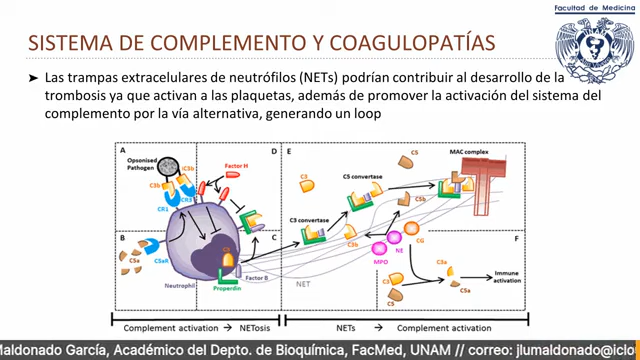 Facultad de Medicina
SISTEMA DE COMPLEMENTO Y COAGULOPATÍAS
➤ Las trampas extracelulares de neutrófilos (NETs) podrían contribuir al desarrollo de la
trombosis ya que activan a las plaquetas, además de promover la activación del sistema del
complemento por la vía alternativa, generando un loop
A
Opsonised
Pathogen
iC3b
C3b
CR3
CR1
D
Factor H
B
C5a
C5aR
Neutrophil
C3
Properdin
C
Factor B
E
C3
C5
C5 convertase
MAC complex
C5b
C3 convertase
C3b
MPO
NE
CG
NET
F
C3
C5
C3a
C5a
Immune
activation
Complement activation → NETosis
NETs → Complement activation
Maldonado García, Académico del Depto. de Bioquímica, FacMed, UNAM // correo: jlumaldonado@iclo